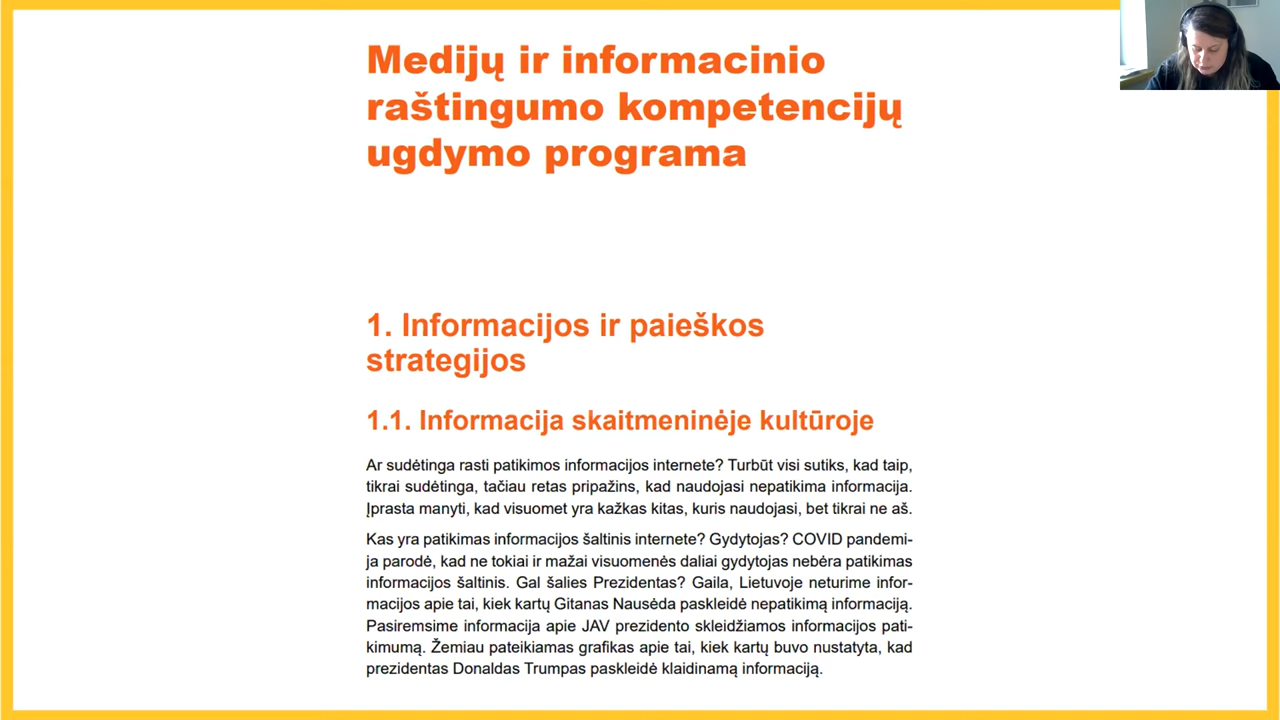 Medijų ir informacinio
raštingumo kompetencijų
ugdymo programa
1. Informacijos ir paieškos
strategijos
1.1. Informacija skaitmeninėje kultūroje
Ar sudėtinga rasti patikimos informacijos internete? Turbūt visi sutiks, kad taip,
tikrai sudėtinga, tačiau retas pripažins, kad naudojasi nepatikima informacija.
Įprasta manyti, kad visuomet yra kažkas kitas, kuris naudojasi, bet tikrai ne aš.
Kas yra patikimas informacijos šaltinis internete? Gydytojas? COVID pandemi-
ja parodė, kad ne tokiai ir mažai visuomenės daliai gydytojas nebėra patikimas
informacijos šaltinis. Gal šalies Prezidentas? Gaila, Lietuvoje neturime infor-
macijos apie tai, kiek kartų Gitanas Nausėda paskleidė nepatikimą informaciją.
Pasiremsime informacija apie JAV prezidento skleidžiamos informacijos pati-
kimumą. Žemiau pateikiamas grafikas apie tai, kiek kartų buvo nustatyta, kad
prezidentas Donaldas Trumpas paskleidė klaidinamą informaciją.